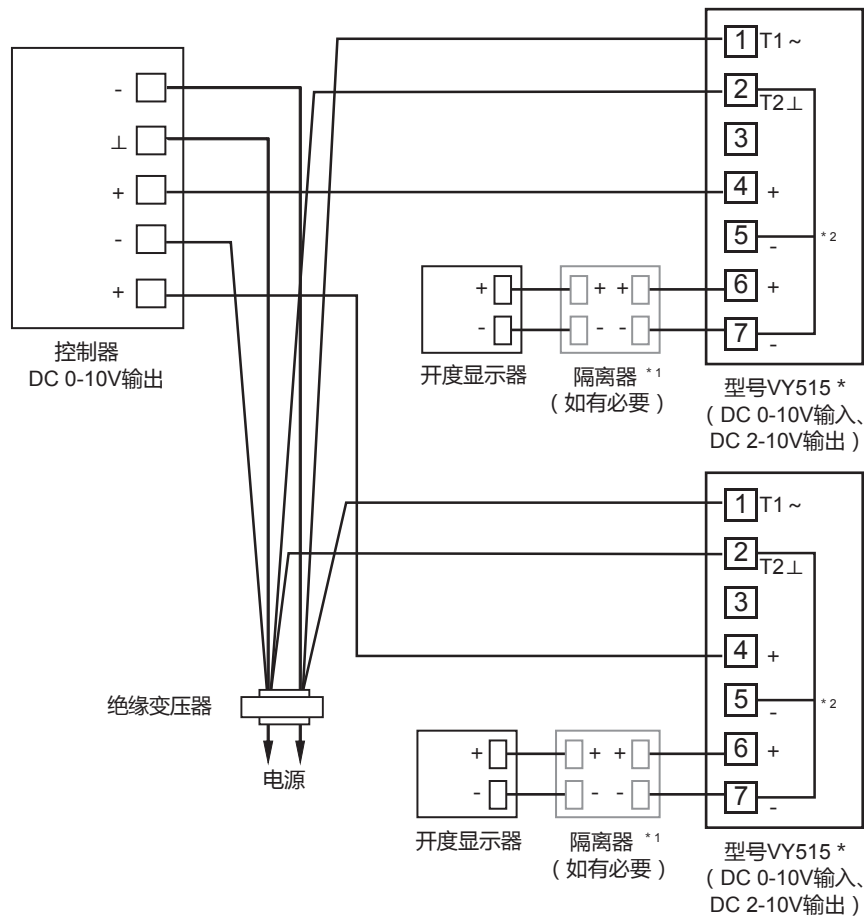 -
⊥
+
-
+
控制器
DC 0-10V输出
1 T1 ~
2 T2⊥
3
4 +
5 - *2
6 +
7 -
+ + + 
- - -
开度显示器
隔离器 *1
（如有必要）
型号VY515 *
（DC 0-10V输入、
DC 2-10V输出）
1 T1 ~
2 T2⊥
3
4 +
5 - *2
6 +
7 -
+ + +
- - -
绝缘变压器
电源
开度显示器
隔离器 *1
（如有必要）
型号VY515 *
（DC 0-10V输入、
DC 2-10V输出）